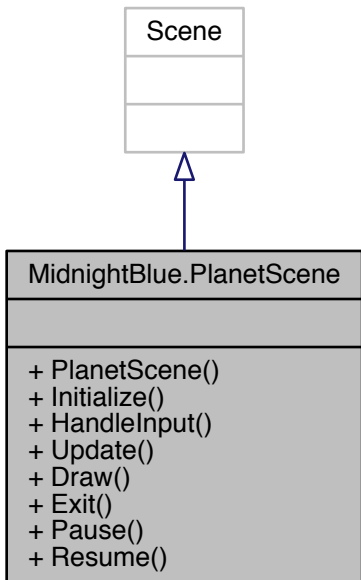 Scene
MidnightBlue.PlanetScene
+ PlanetScene()
+ Initialize()
+ HandleInput()
+ Update()
+ Draw()
+ Exit()
+ Pause()
+ Resume()